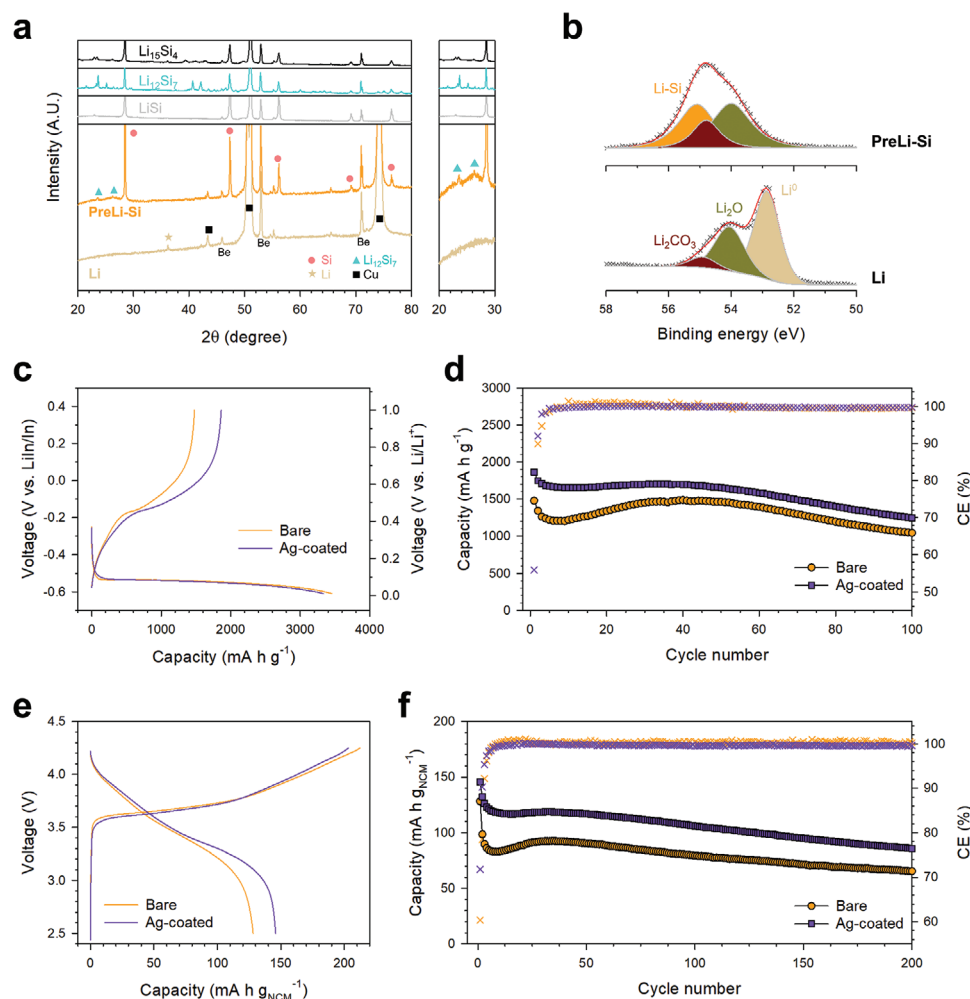 a
Intensity (A.U.)
Li₁₅Si₄
Li₁₂Si₇
LiSi
PreLi-Si
Li
Be
Be
Be
Si
Li₁₂Si₇
Li
Cu
20 30 40 50 60 70 80
20 30
2θ (degree)
b
Li-Si
PreLi-Si
Li⁰
Li₂O
Li₂CO₃
Li
58 56 54 52 50
Binding energy (eV)
c
Voltage (V vs. LiIn/In)
0.4
0.2
0.0
-0.2
-0.4
-0.6
Voltage (V vs. Li/Li⁺)
1.0
0.8
0.6
0.4
0.2
0.0
Bare
Ag-coated
0 1000 2000 3000 4000
Capacity (mA h g⁻¹)
d
Capacity (mA h g⁻¹)
3000
2500
2000
1500
1000
500
0
CE (%)
100
90
80
70
60
50
Bare
Ag-coated
0 20 40 60 80 100
Cycle number
e
Voltage (V)
4.5
4.0
3.5
3.0
2.5
Bare
Ag-coated
0 50 100 150 200
Capacity (mA h g_NCM⁻¹)
f
Capacity (mA h g_NCM⁻¹)
200
150
100
50
0
CE (%)
100
90
80
70
60
Bare
Ag-coated
0 50 100 150 200
Cycle number